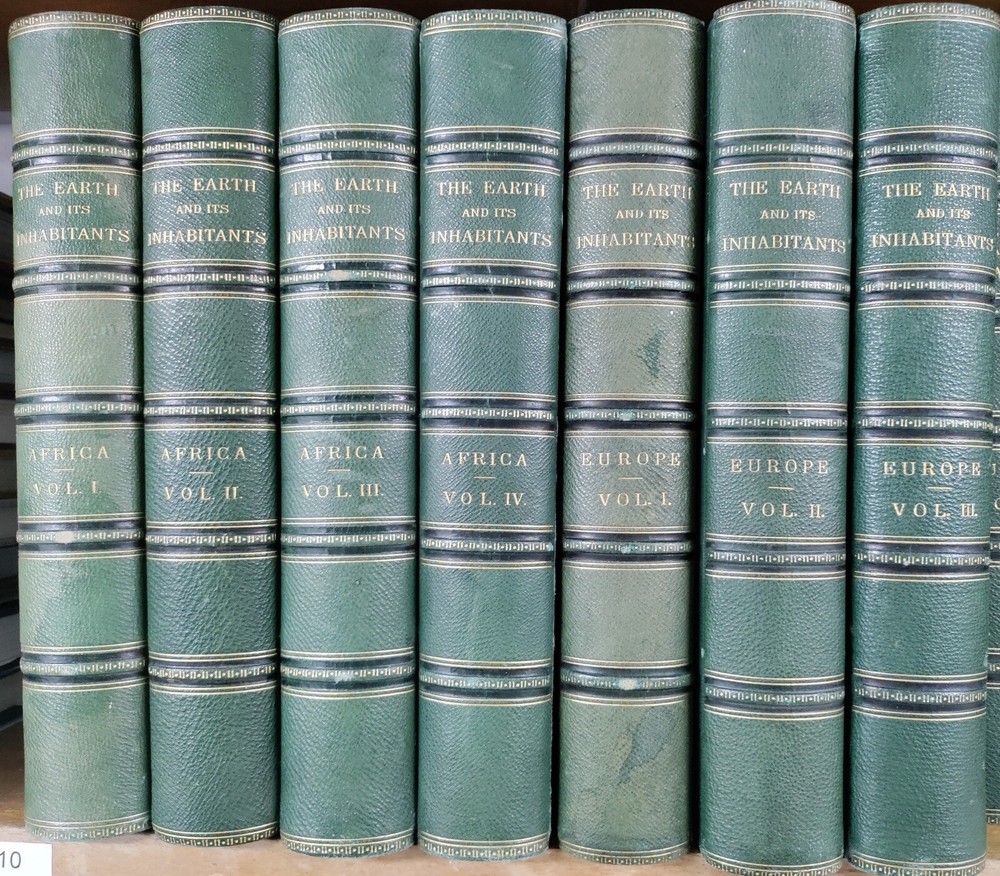 THE EARTH
AND ITS
INHABITANTS
AFRICA
VOL. I.
THE EARTH
AND ITS
INHABITANTS
AFRICA
VOL. II.
THE EARTH
AND ITS
INHABITANTS
AFRICA
VOL. III.
THE EARTH
AND ITS
INHABITANTS
AFRICA
VOL. IV.
THE EARTH
AND ITS
INHABITANTS
EUROPE
VOL. I.
THE EARTH
AND ITS
INHABITANTS
EUROPE
VOL. II.
THE EARTH
AND ITS
INHABITANTS
EUROPE
VOL. III.
10